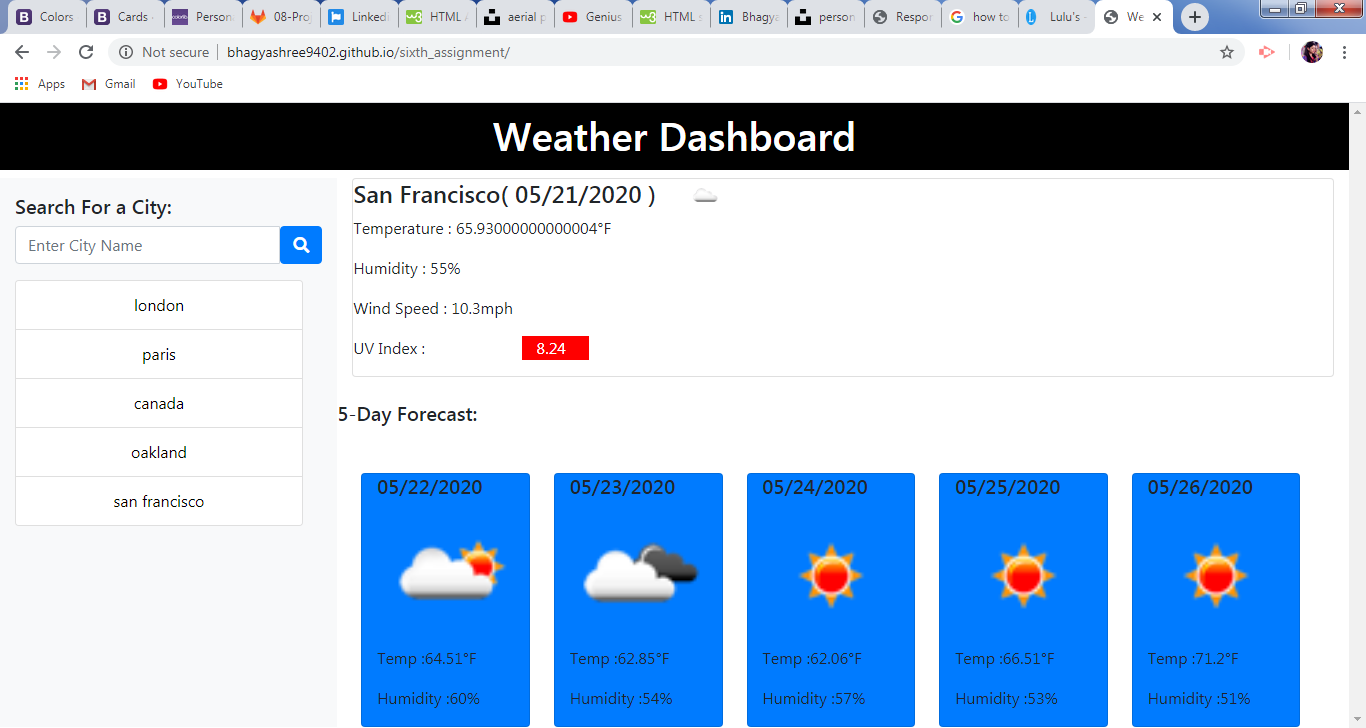 Colors
Cards
Person
08-Pro
Linked
HTML
aerial p
Genius
HTML s
Bhagya
person
Respor
how to
Lulu's
We
Not secure
bhagyashree9402.github.io/sixth_assignment/
Apps
Gmail
YouTube
Weather Dashboard
Search For a City:
Enter City Name
london
paris
canada
oakland
san francisco
San Francisco( 05/21/2020 )
Temperature : 65.93000000000004°F
Humidity : 55%
Wind Speed : 10.3mph
UV Index : 8.24
5-Day Forecast:
05/22/2020
Temp :64.51°F
Humidity :60%
05/23/2020
Temp :62.85°F
Humidity :54%
05/24/2020
Temp :62.06°F
Humidity :57%
05/25/2020
Temp :66.51°F
Humidity :53%
05/26/2020
Temp :71.2°F
Humidity :51%